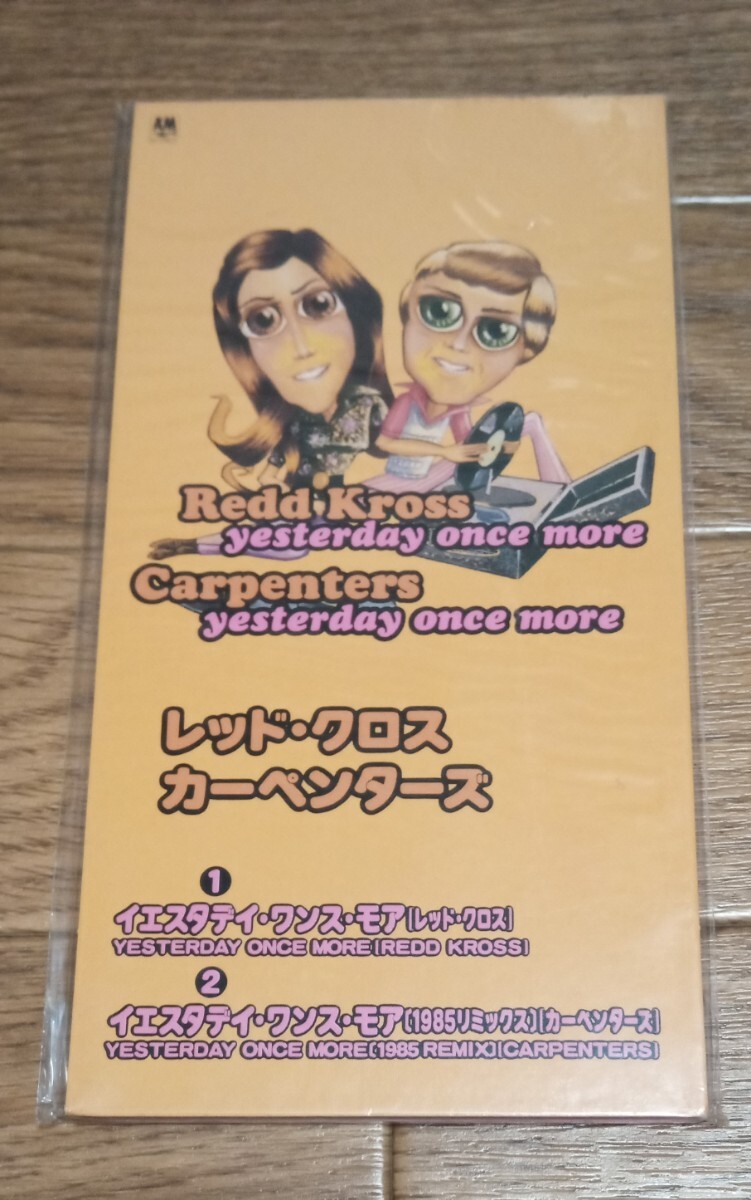 AM
Redd Kross
yesterday once more
Carpenters
yesterday once more
レッド・クロス
カーペンターズ
1
イエスタデイ・ワンス・モア[レッド・クロス]
YESTERDAY ONCE MORE[REDD KROSS]
2
イエスタデイ・ワンス・モア(1985リミックス)[カーペンターズ]
YESTERDAY ONCE MORE(1985 REMIX)[CARPENTERS]